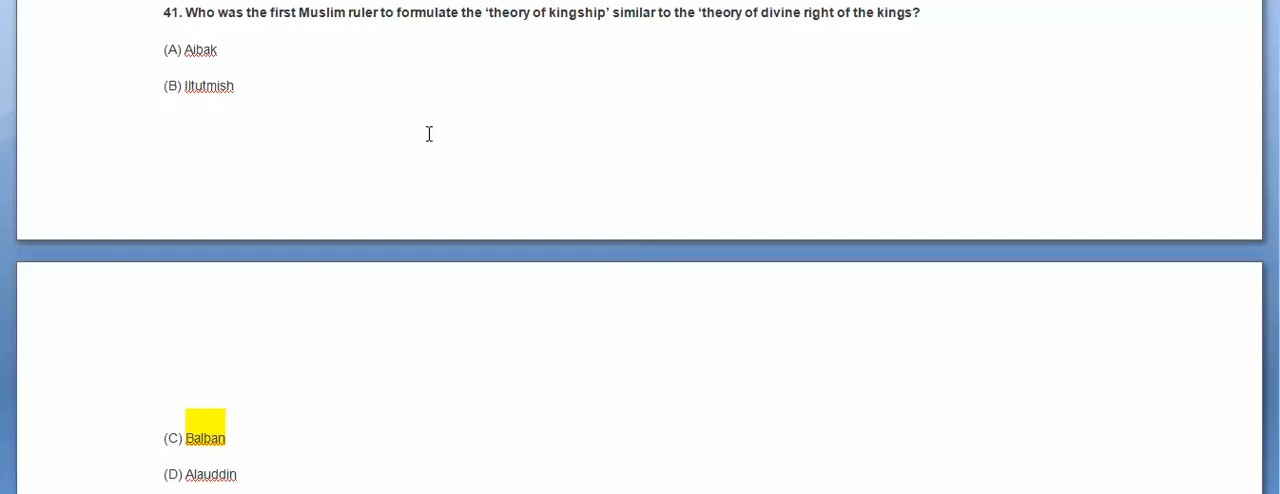 41. Who was the first Muslim ruler to formulate the ‘theory of kingship’ similar to the ‘theory of divine right of the kings?
(A) Aibak
(B) Iltutmish
(C) Balban
(D) Alauddin